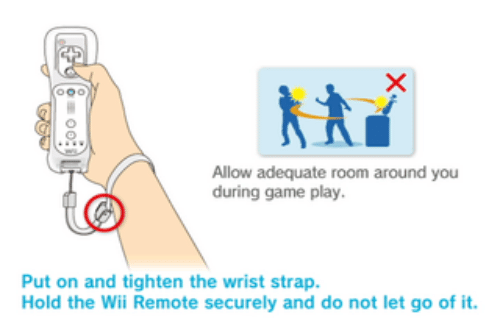 Allow adequate room around you
during game play.
Put on and tighten the wrist strap.
Hold the Wii Remote securely and do not let go of it.